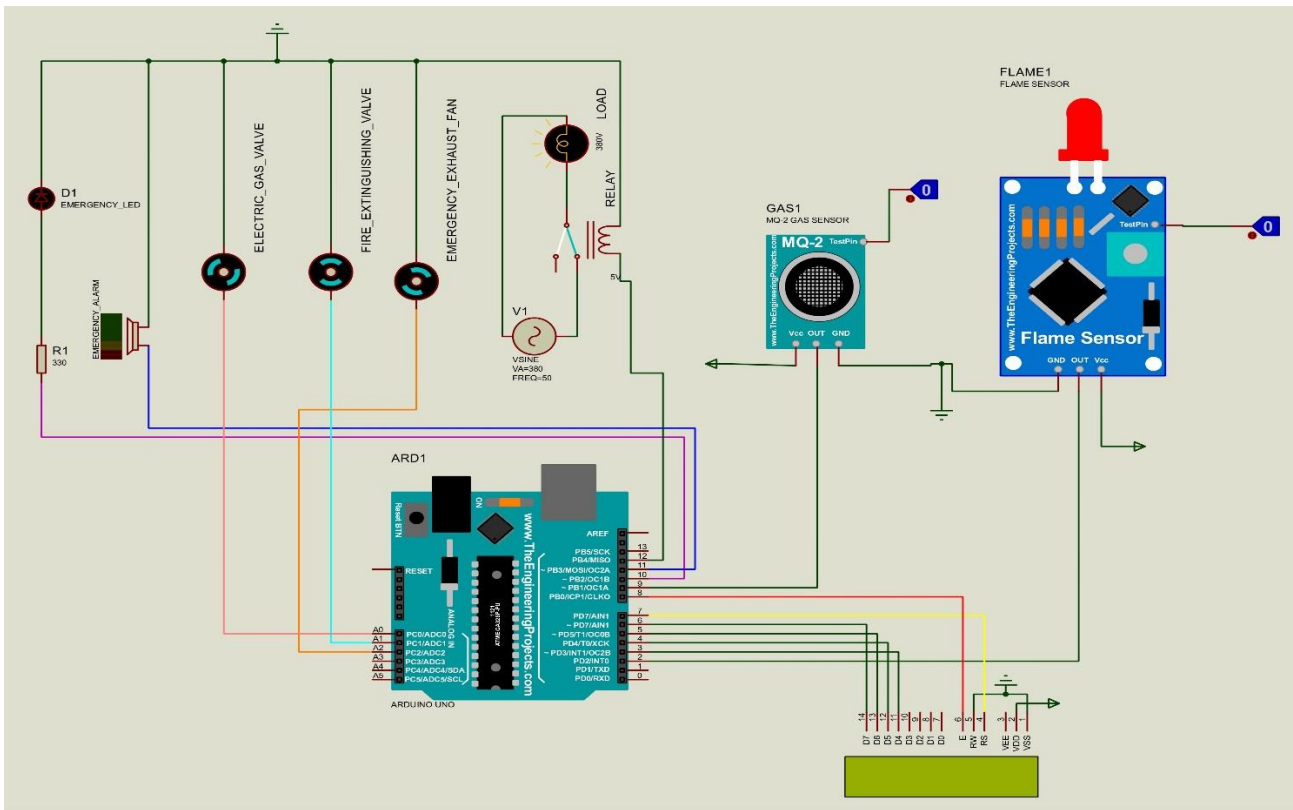 D1
EMERGENCY_LED
R1
330
EMERGENCY_ALARM
ELECTRIC_GAS_VALVE
FIRE_EXTINGUISHING_VALVE
EMERGENCY_EXHAUST_FAN
LOAD
380V
RELAY
5V
V1
VSINE
VA=380
FREQ=50
GAS1
MQ-2 GAS SENSOR
MQ-2
TestPin
www.TheEngineeringProjects.com
Vcc OUT GND
0
FLAME1
FLAME SENSOR
TestPin
www.TheEngineeringProjects.com
Flame Sensor
GND OUT Vcc
0
ARD1
Reset BTN
ON
www.TheEngineeringProjects.com
ANALOG IN
1121
ATMEGA328P-PU
RESET
A0 PC0/ADC0
A1 PC1/ADC1
A2 PC2/ADC2
A3 PC3/ADC3
A4 PC4/ADC4/SDA
A5 PC5/ADC5/SCL
AREF
PB5/SCK 13
PB4/MISO 12
~ PB3/MOSI/OC2A 11
~ PB2/OC1B 10
~ PB1/OC1A 9
PB0/ICP1/CLKO 8
PD7/AIN1 7
~ PD7/AIN1 6
~ PD5/T1/OC0B 5
PD4/T0/XCK 4
~ PD3/INT1/OC2B 3
PD2/INT0 2
PD1/TXD 1
PD0/RXD 0
ARDUINO UNO
14 13 12 11 10 9 8 7 6 5 4 3 2 1
D7 D6 D5 D4 D3 D2 D1 D0 E RW RS VEE VDD VSS